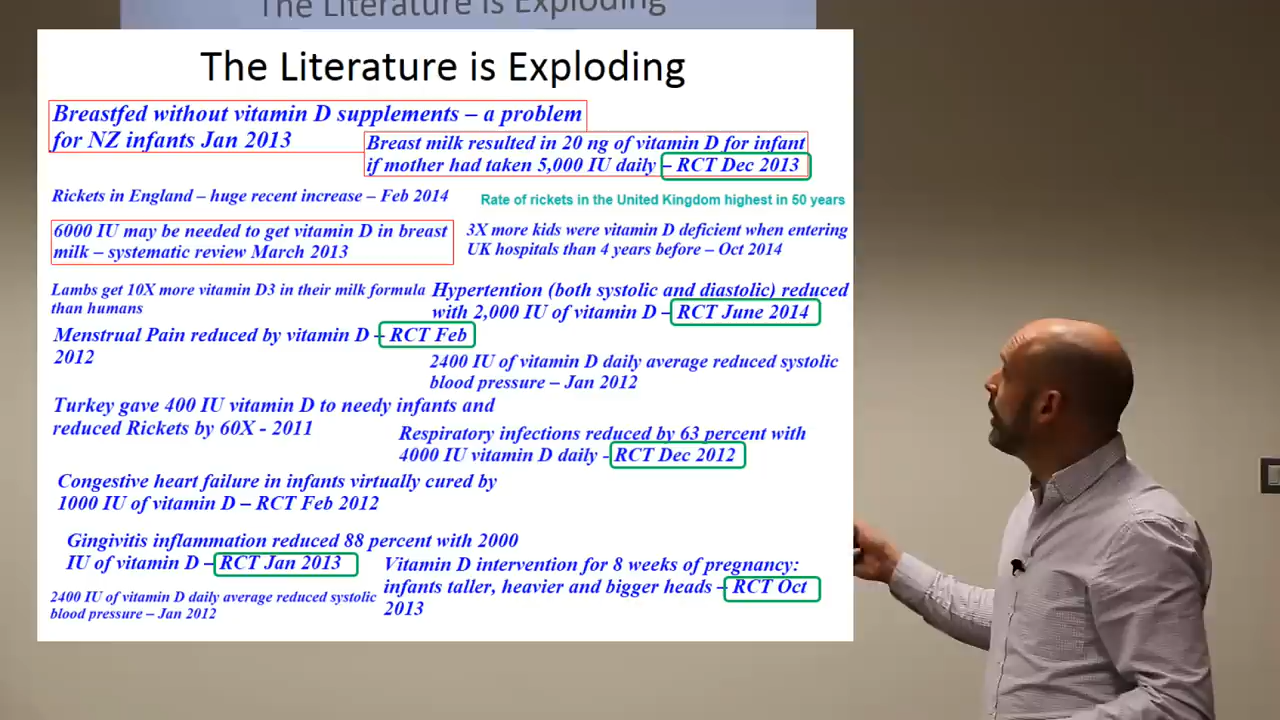 The Literature is Exploding
The Literature is Exploding
Breastfed without vitamin D supplements – a problem
for NZ infants Jan 2013
Breast milk resulted in 20 ng of vitamin D for infant
if mother had taken 5,000 IU daily – RCT Dec 2013
Rickets in England – huge recent increase – Feb 2014
Rate of rickets in the United Kingdom highest in 50 years
6000 IU may be needed to get vitamin D in breast
milk – systematic review March 2013
3X more kids were vitamin D deficient when entering
UK hospitals than 4 years before – Oct 2014
Lambs get 10X more vitamin D3 in their milk formula
than humans
Hypertention (both systolic and diastolic) reduced
with 2,000 IU of vitamin D – RCT June 2014
Menstrual Pain reduced by vitamin D – RCT Feb
2012
2400 IU of vitamin D daily average reduced systolic
blood pressure – Jan 2012
Turkey gave 400 IU vitamin D to needy infants and
reduced Rickets by 60X - 2011
Respiratory infections reduced by 63 percent with
4000 IU vitamin D daily - RCT Dec 2012
Congestive heart failure in infants virtually cured by
1000 IU of vitamin D – RCT Feb 2012
Gingivitis inflammation reduced 88 percent with 2000
IU of vitamin D – RCT Jan 2013
Vitamin D intervention for 8 weeks of pregnancy:
infants taller, heavier and bigger heads – RCT Oct
2013
2400 IU of vitamin D daily average reduced systolic
blood pressure – Jan 2012